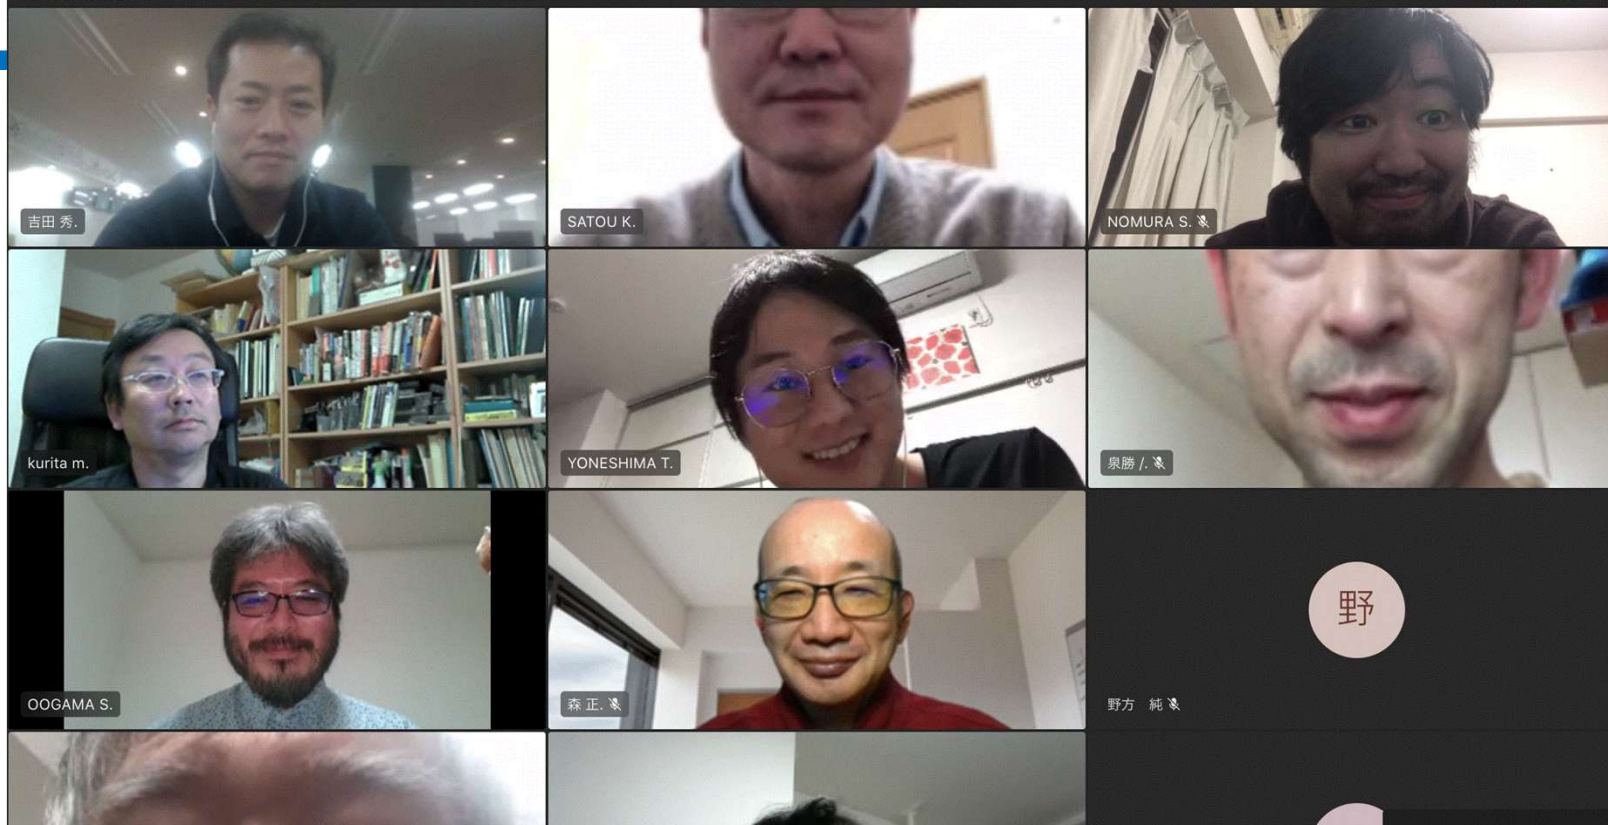 吉田 秀.
SATOU K.
NOMURA S.
kurita m.
YONESHIMA T.
泉勝 /.
OOGAMA S.
森 正.
野
野方　純